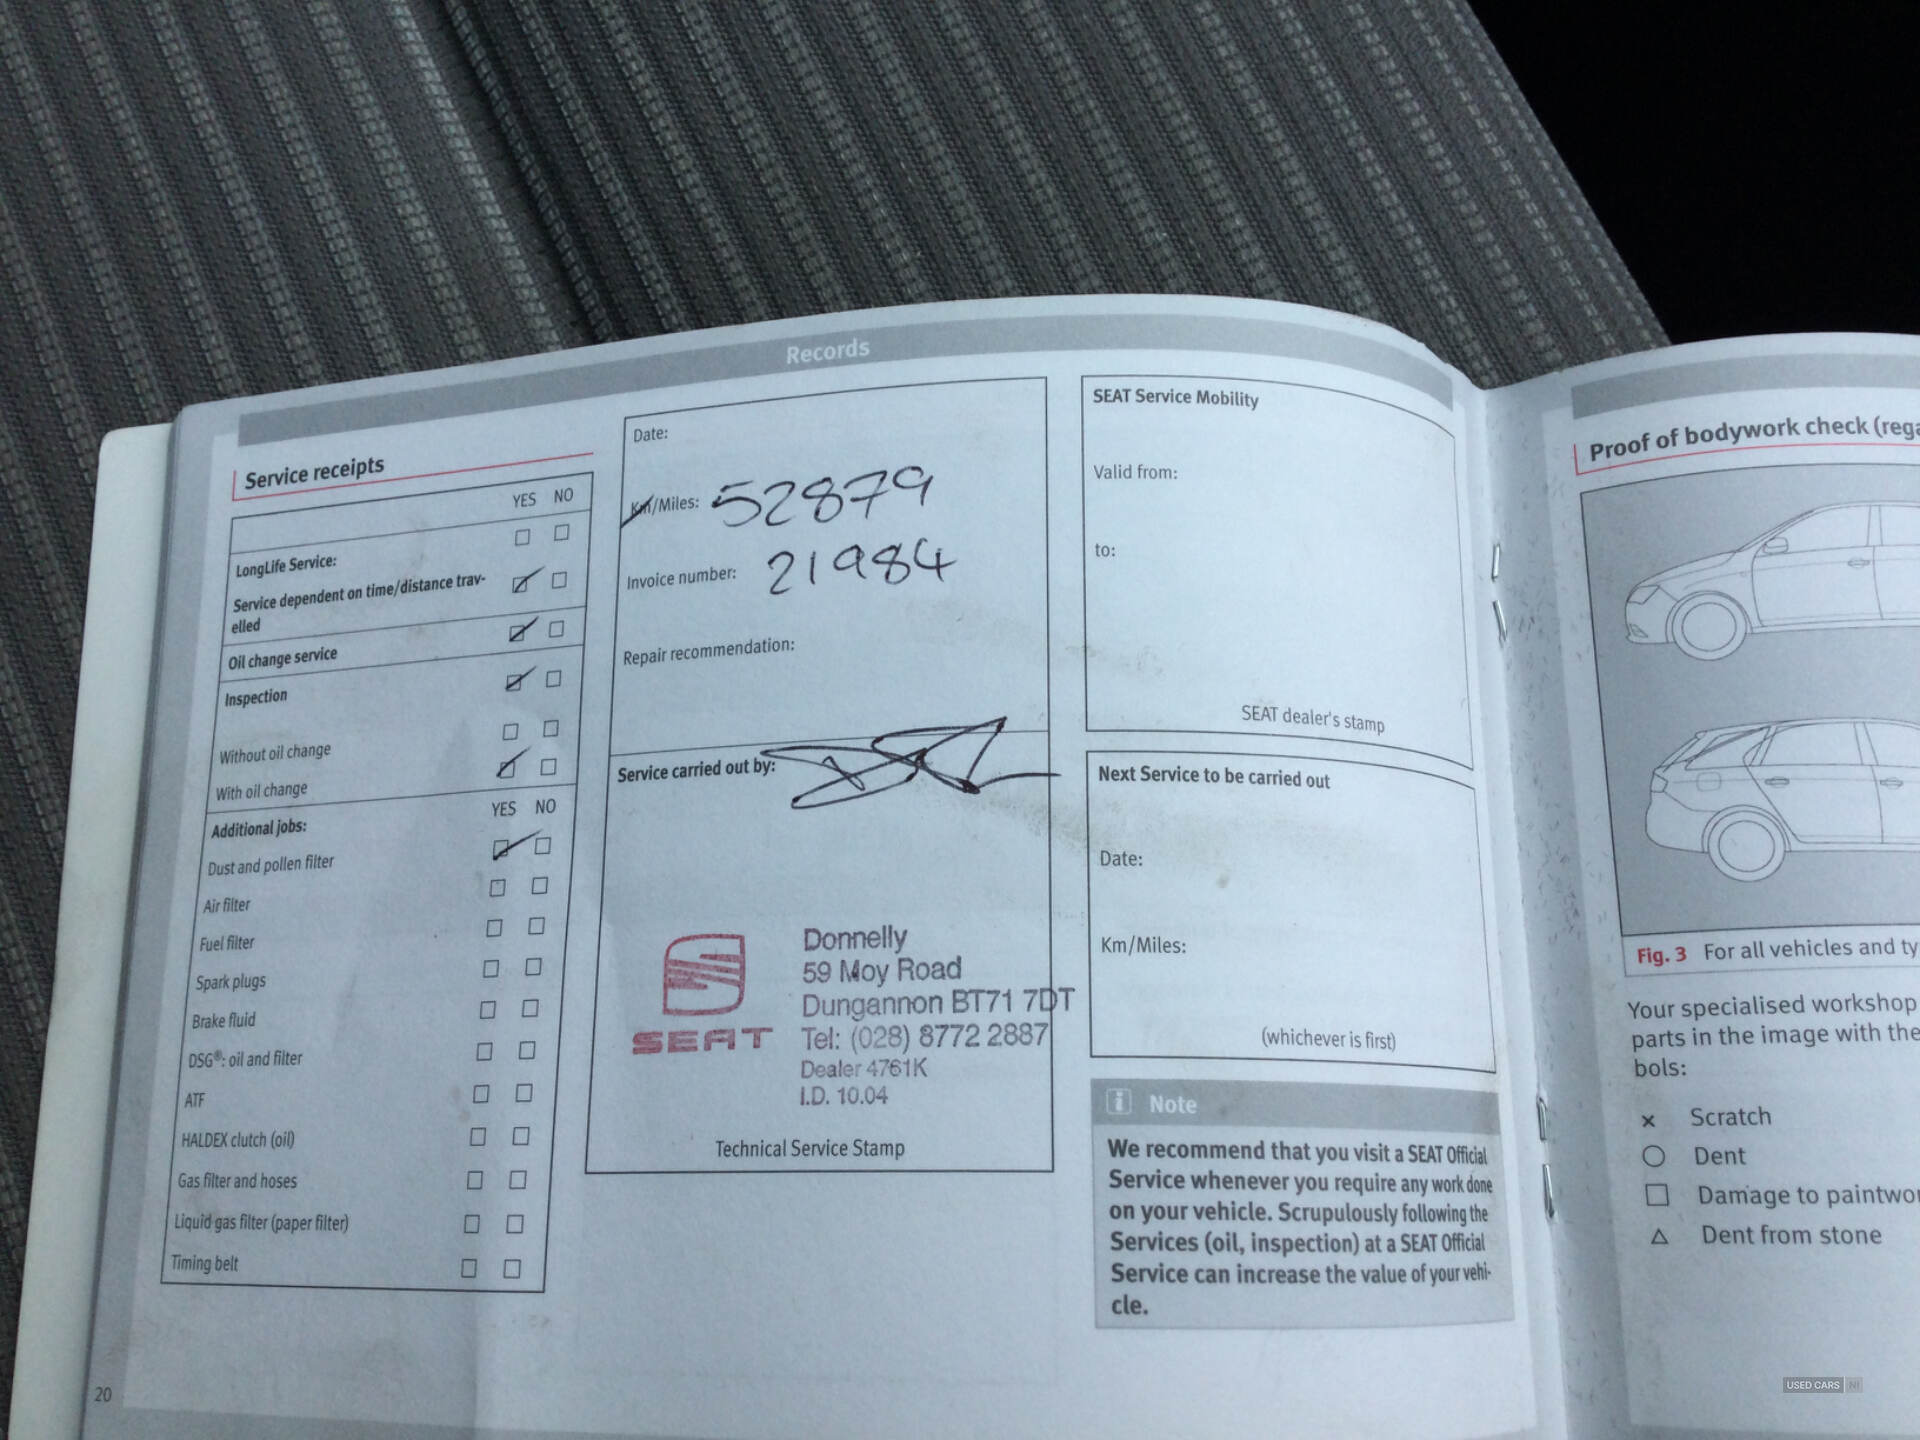 Records
Service receipts
YES NO
LongLife Service:
Service dependent on time/distance trav-
elled
Oil change service
Inspection
Without oil change
With oil change
YES NO
Additional jobs:
Dust and pollen filter
Air filter
Fuel filter
Spark plugs
Brake fluid
DSG®: oil and filter
ATF
HALDEX clutch (oil)
Gas filter and hoses
Liquid gas filter (paper filter)
Timing belt
20
Date:
Km/Miles: 52879
Invoice number: 21984
Repair recommendation:
Service carried out by:
SEAT
Donnelly
59 Moy Road
Dungannon BT71 7DT
Tel: (028) 8772 2887
Dealer 4761K
I.D. 10.04
Technical Service Stamp
SEAT Service Mobility
Valid from:
to:
SEAT dealer's stamp
Next Service to be carried out
Date:
Km/Miles:
(whichever is first)
i Note
We recommend that you visit a SEAT Official
Service whenever you require any work done
on your vehicle. Scrupulously following the
Services (oil, inspection) at a SEAT Official
Service can increase the value of your vehi-
cle.
Proof of bodywork check (rega
Fig. 3 For all vehicles and ty
Your specialised workshop
parts in the image with the
bols:
x Scratch
Dent
Damage to paintwor
Dent from stone
USED CARS NI